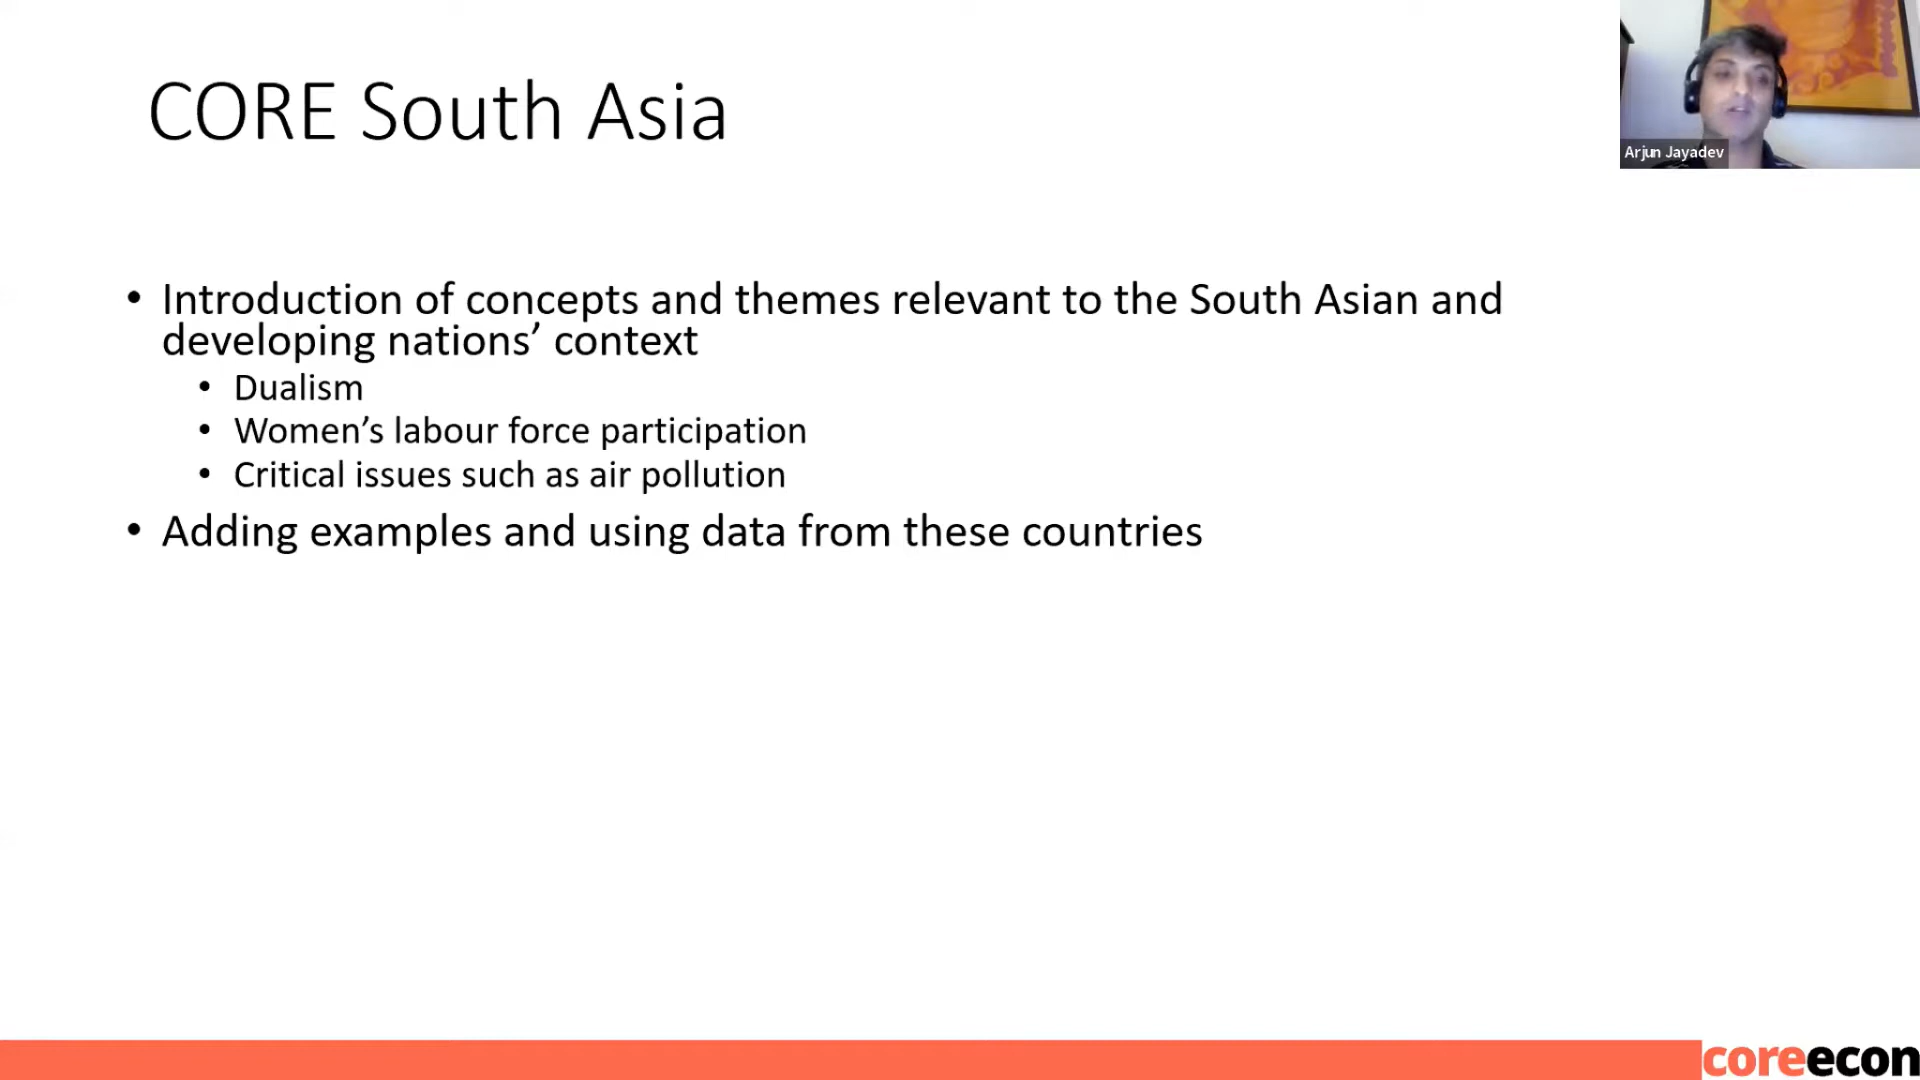 CORE South Asia
Arjun Jayadev
• Introduction of concepts and themes relevant to the South Asian and
developing nations’ context
• Dualism
• Women’s labour force participation
• Critical issues such as air pollution
• Adding examples and using data from these countries
coreecon